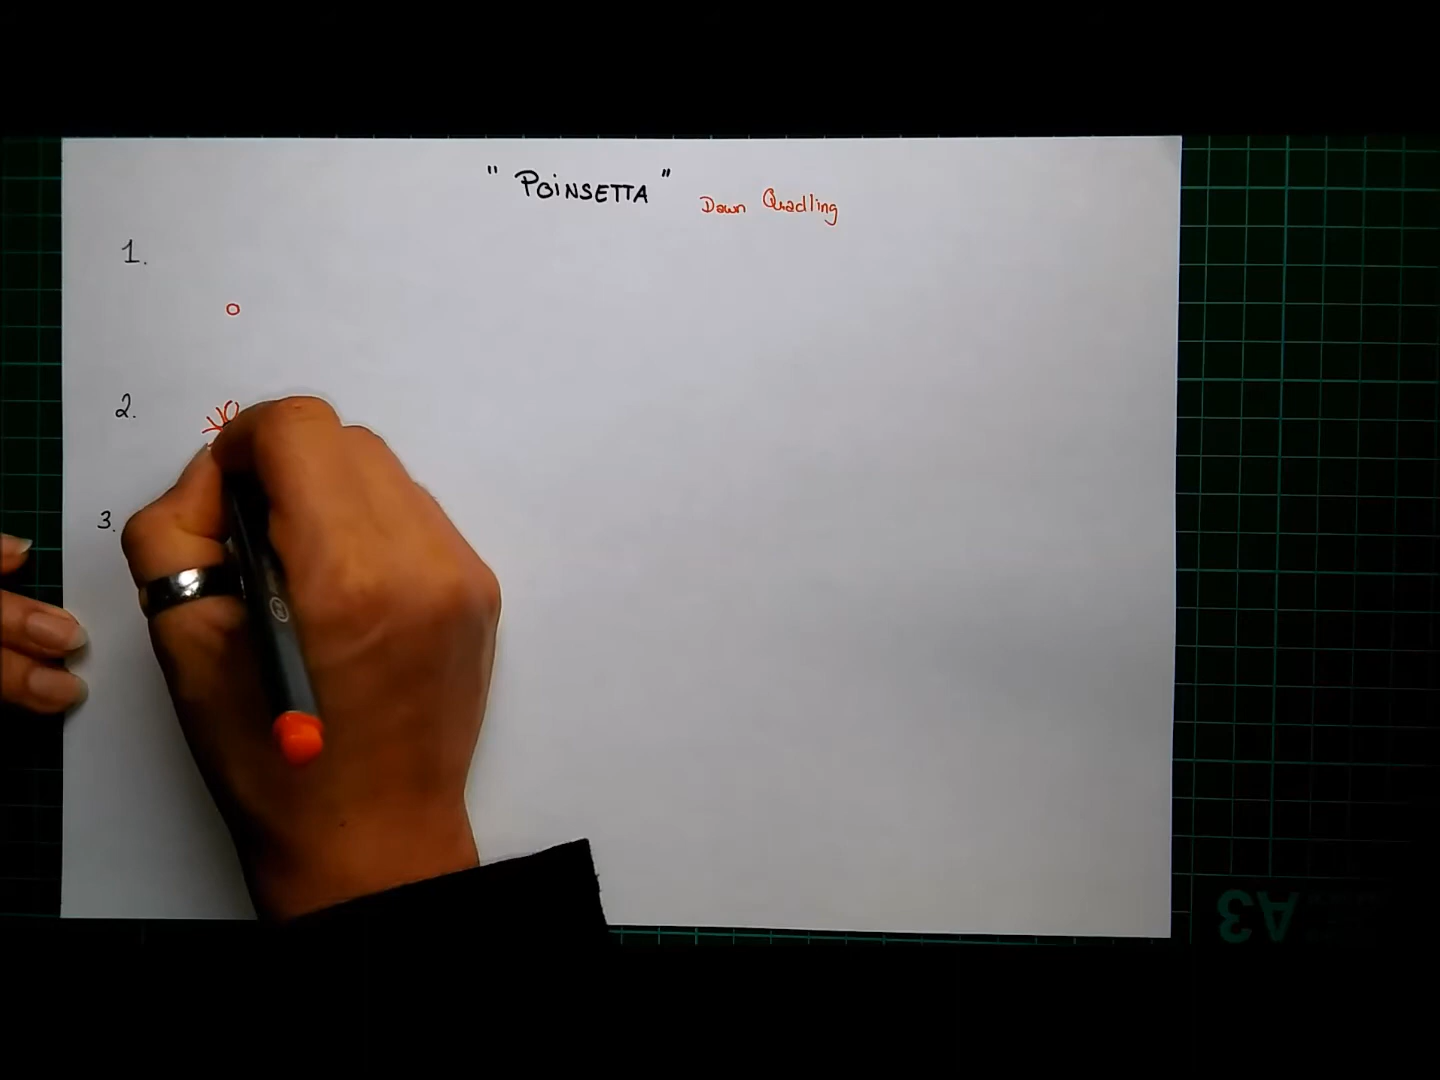 " POiNSETTA " Dawn Quadling
1.
2.
3.
A3